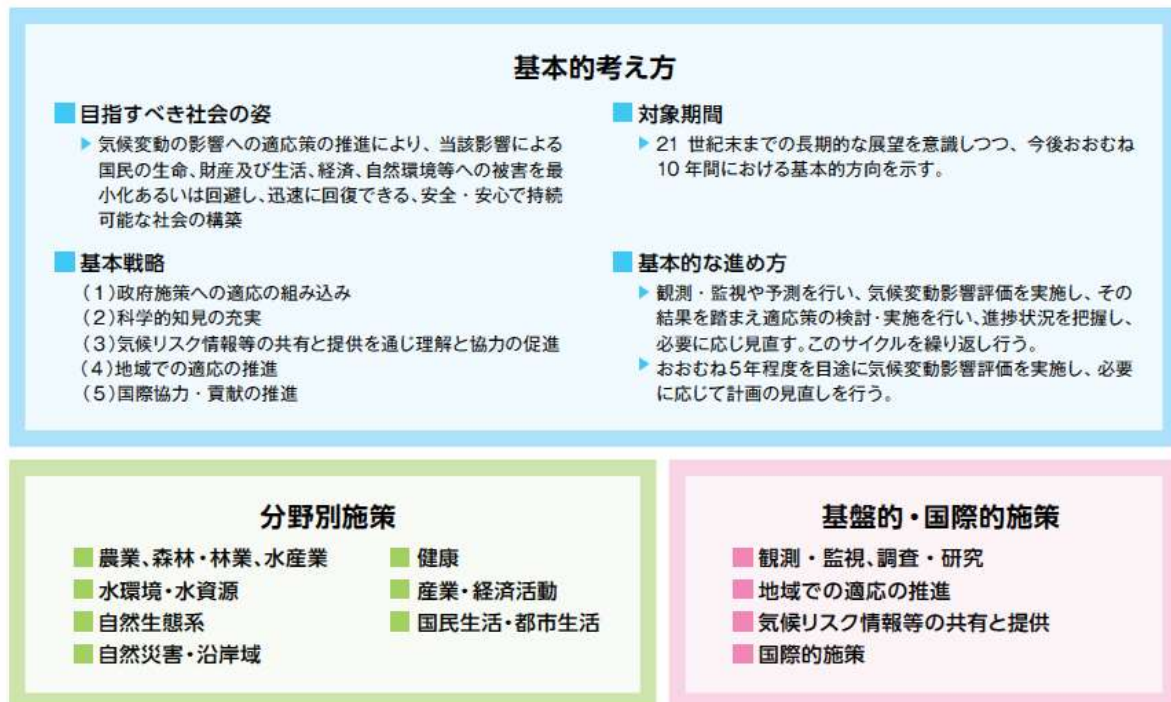 基本的考え方
■目指すべき社会の姿
▶気候変動の影響への適応策の推進により、当該影響による
国民の生命、財産及び生活、経済、自然環境等への被害を最
小化あるいは回避し、迅速に回復できる、安全・安心で持続
可能な社会の構築
■基本戦略
(1)政府施策への適応の組み込み
(2)科学的知見の充実
(3)気候リスク情報等の共有と提供を通じ理解と協力の促進
(4)地域での適応の推進
(5)国際協力・貢献の推進
■対象期間
▶21 世紀末までの長期的な展望を意識しつつ、今後おおむね
10 年間における基本的方向を示す。
■基本的な進め方
▶観測・監視や予測を行い、気候変動影響評価を実施し、その
結果を踏まえ適応策の検討・実施を行い、進捗状況を把握し、
必要に応じ見直す。このサイクルを繰り返し行う。
▶おおむね5年程度を目途に気候変動影響評価を実施し、必要
に応じて計画の見直しを行う。
分野別施策
■農業、森林・林業、水産業
■水環境・水資源
■自然生態系
■自然災害・沿岸域
■健康
■産業・経済活動
■国民生活・都市生活
基盤的・国際的施策
■観測・監視、調査・研究
■地域での適応の推進
■気候リスク情報等の共有と提供
■国際的施策